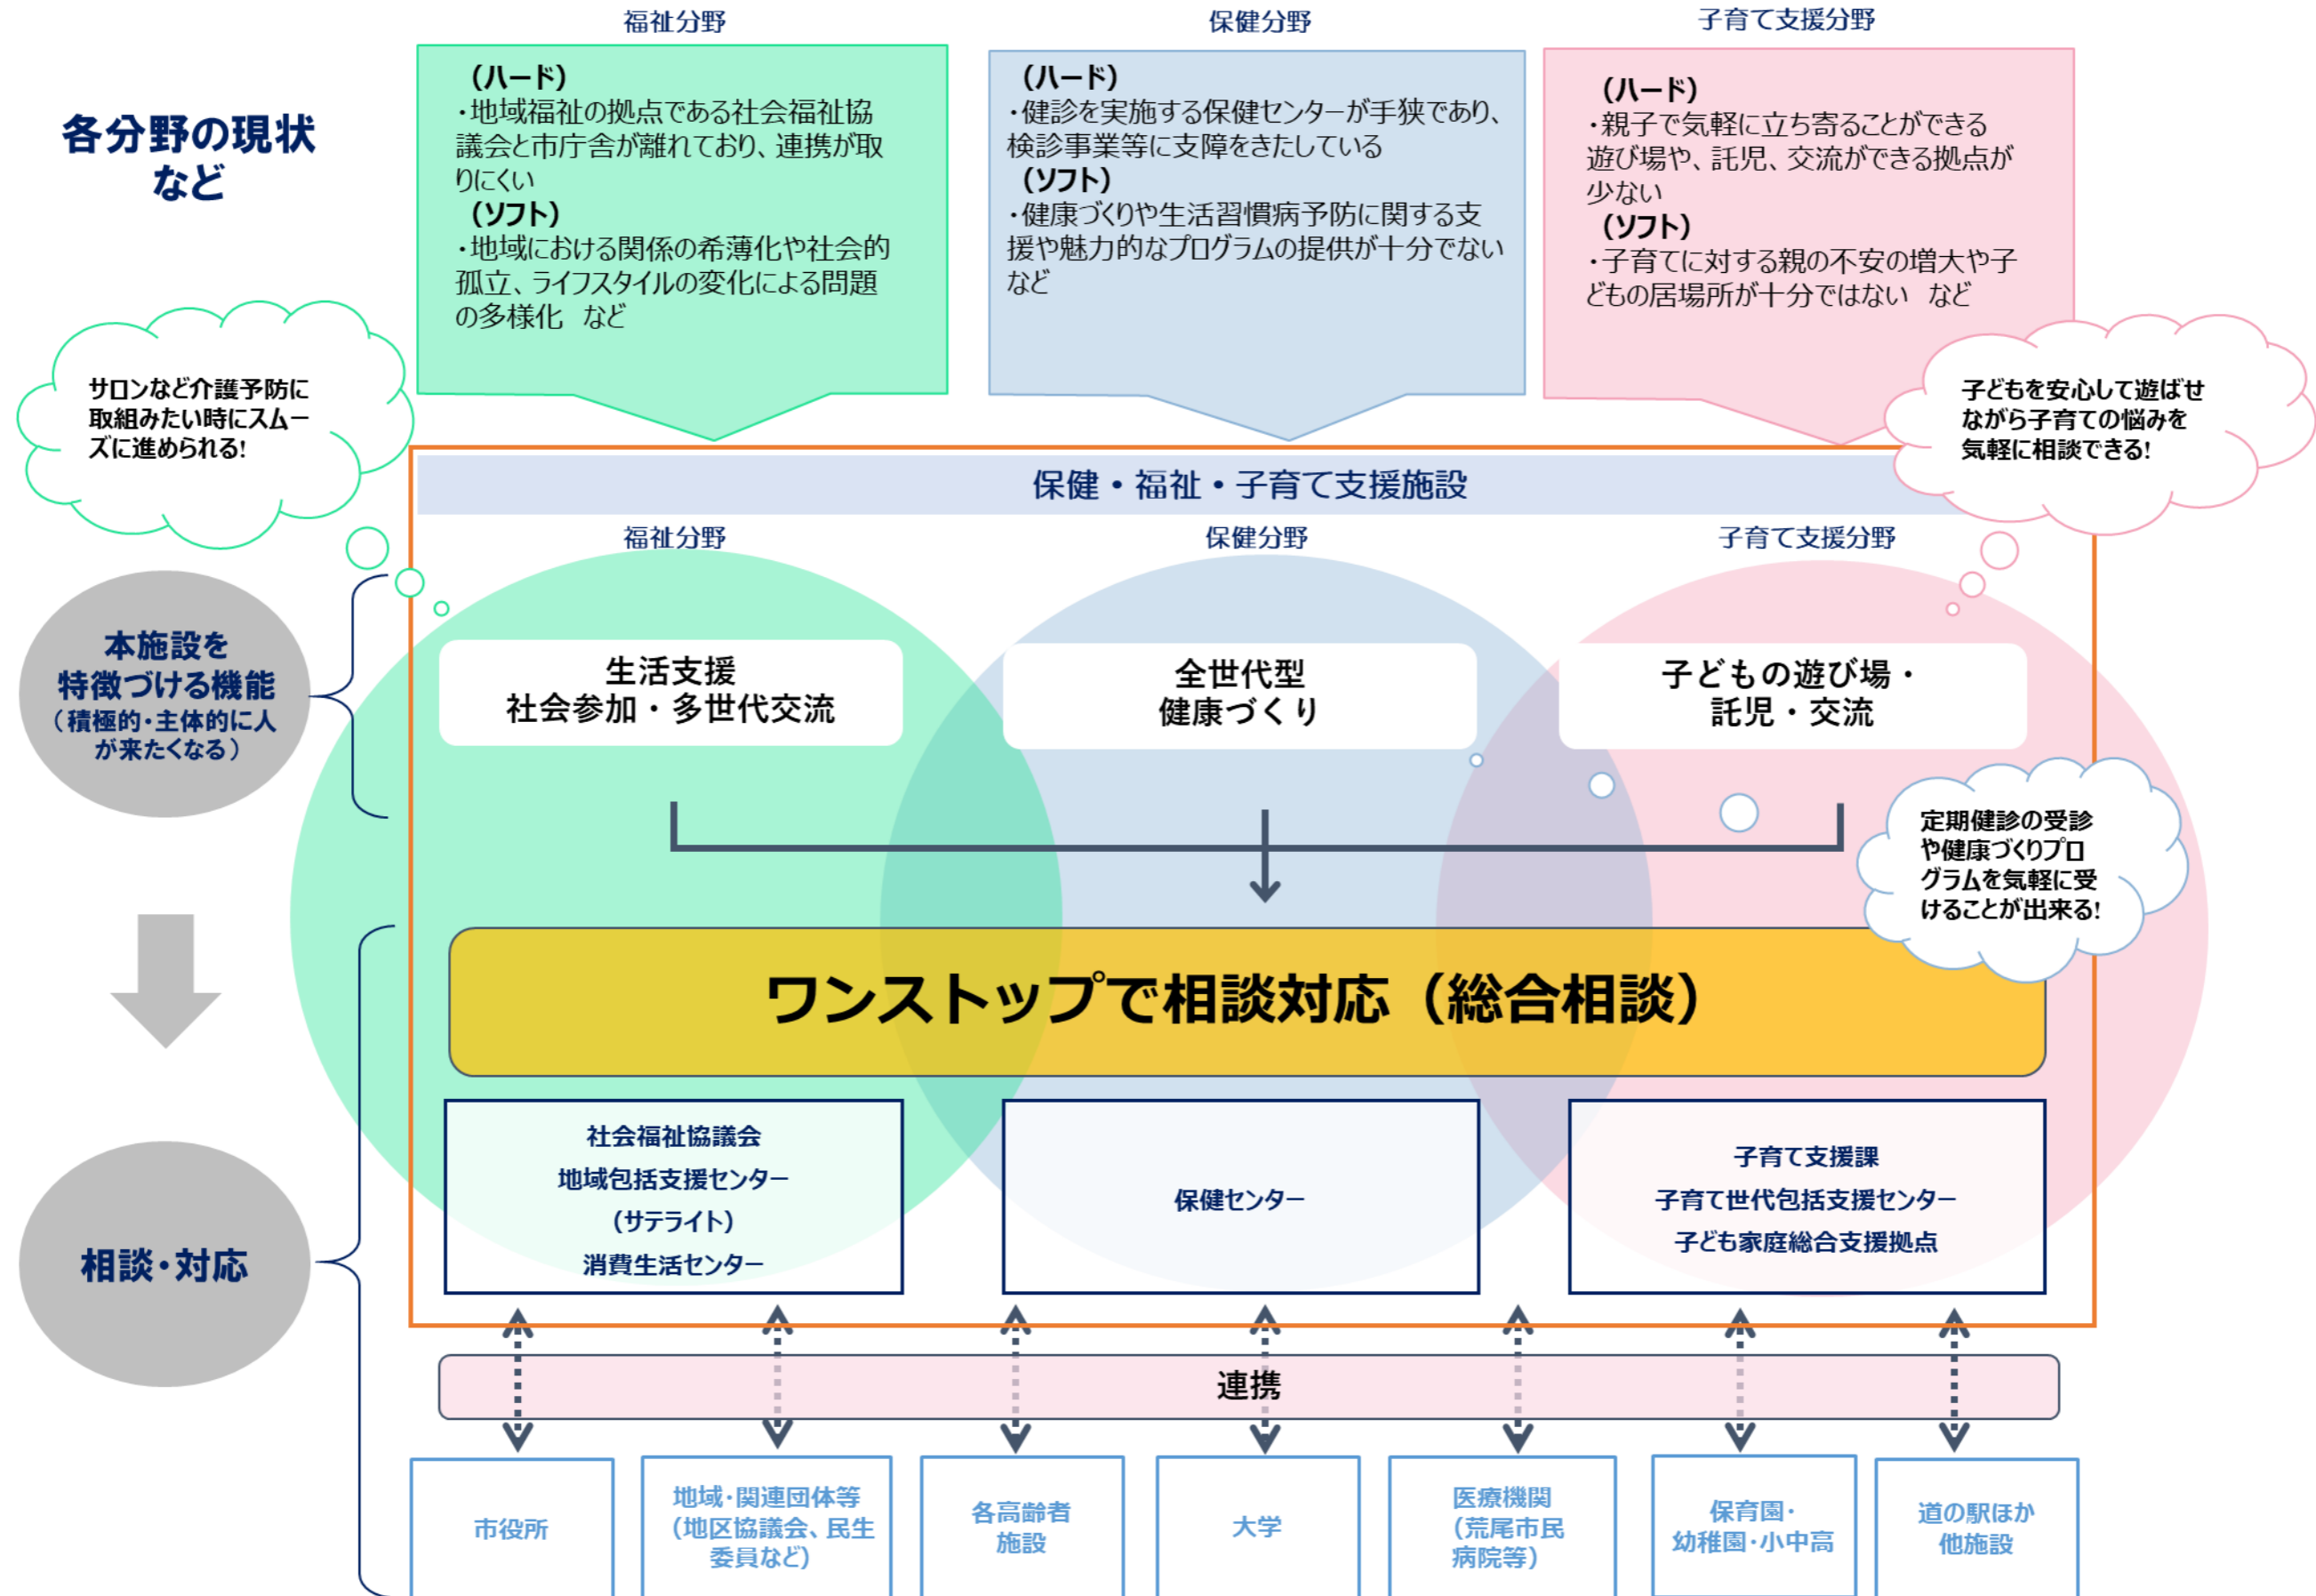 福祉分野
保健分野
子育て支援分野
各分野の現状
など
（ハード）
・地域福祉の拠点である社会福祉協
議会と市庁舎が離れており、連携が取
りにくい
（ソフト）
・地域における関係の希薄化や社会的
孤立、ライフスタイルの変化による問題
の多様化　など
（ハード）
・健診を実施する保健センターが手狭であり、
検診事業等に支障をきたしている
（ソフト）
・健康づくりや生活習慣病予防に関する支
援や魅力的なプログラムの提供が十分でない
など
（ハード）
・親子で気軽に立ち寄ることができる
遊び場や、託児、交流ができる拠点が
少ない
（ソフト）
・子育てに対する親の不安の増大や子
どもの居場所が十分ではない　など
サロンなど介護予防に
取組みたい時にスムー
ズに進められる!
子どもを安心して遊ばせ
ながら子育ての悩みを
気軽に相談できる!
保健・福祉・子育て支援施設
福祉分野
保健分野
子育て支援分野
本施設を
特徴づける機能
（積極的・主体的に人
が来たくなる）
生活支援
社会参加・多世代交流
全世代型
健康づくり
子どもの遊び場・
託児・交流
定期健診の受診
や健康づくりプロ
グラムを気軽に受
けることが出来る!
ワンストップで相談対応（総合相談）
相談・対応
社会福祉協議会
地域包括支援センター
（サテライト）
消費生活センター
保健センター
子育て支援課
子育て世代包括支援センター
子ども家庭総合支援拠点
連携
市役所
地域・関連団体等
（地区協議会、民生
委員など）
各高齢者
施設
大学
医療機関
（荒尾市民
病院等）
保育園・
幼稚園・小中高
道の駅ほか
他施設